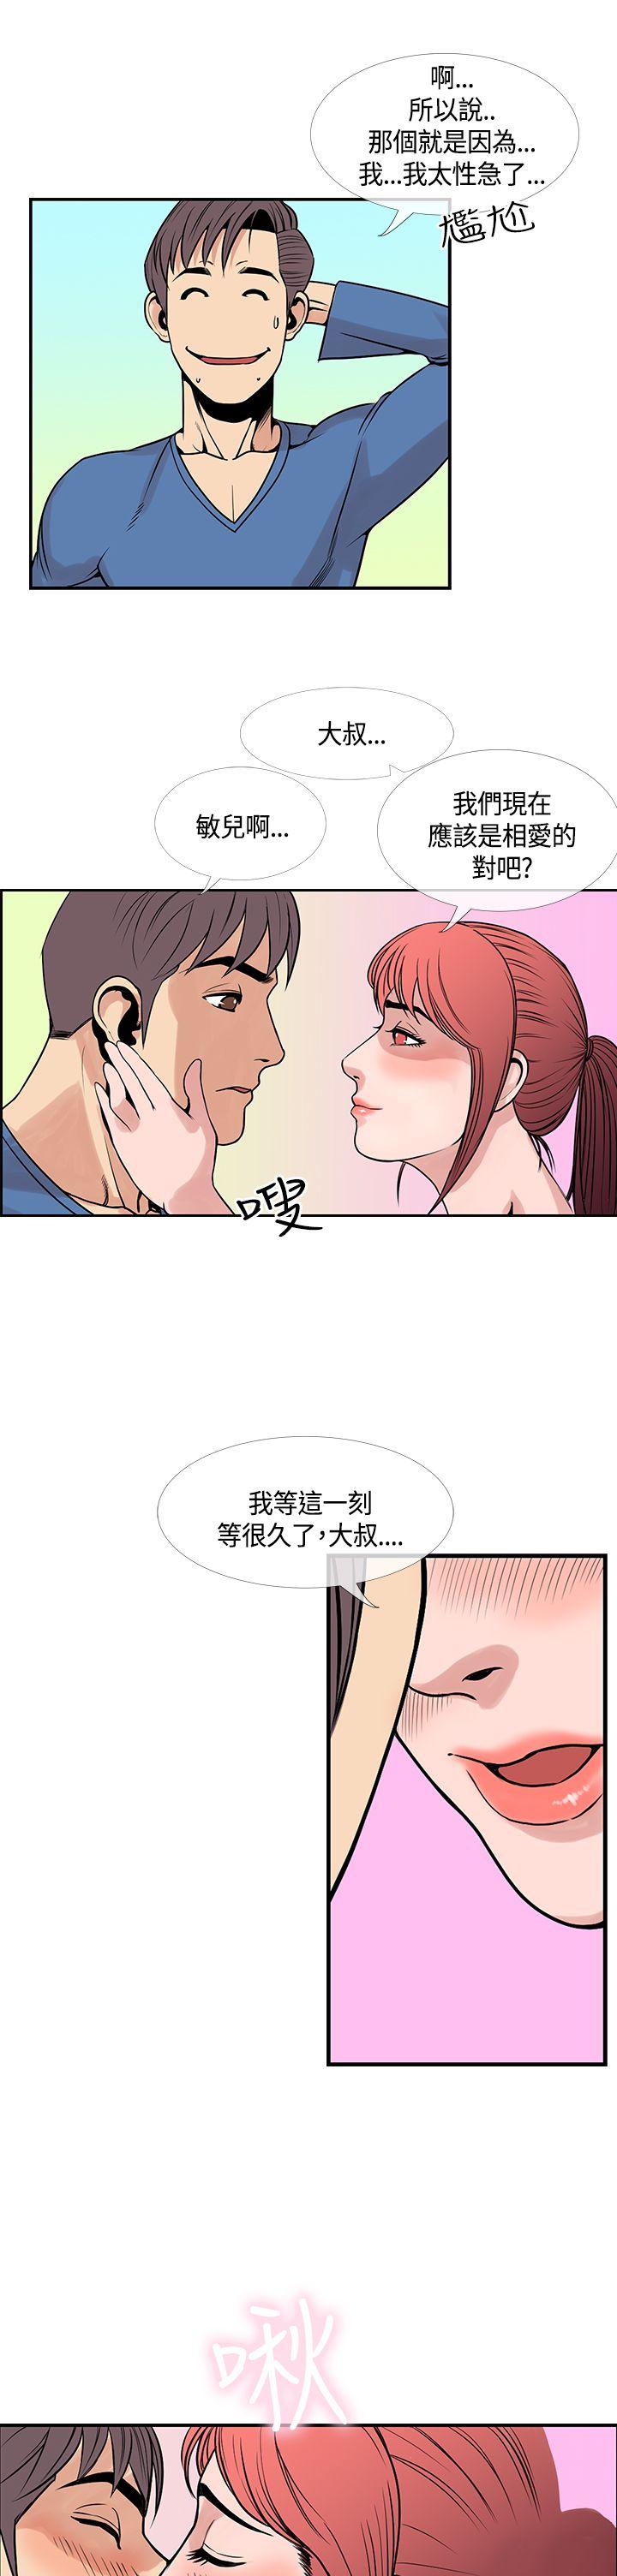 啊...
所以說..
那個就是因為...
我...我太性急了...
尷尬
大叔...
敏兒啊...
我們現在
應該是相愛的
對吧?
嗖
我等這一刻
等很久了,大叔....
啾